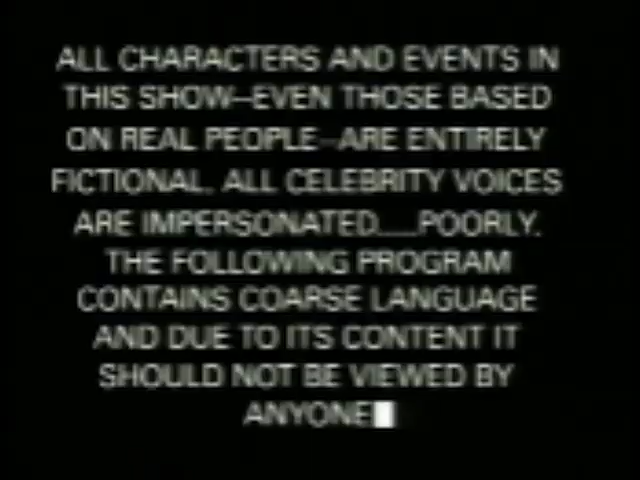 ALL CHARACTERS AND EVENTS IN
THIS SHOW—EVEN THOSE BASED
ON REAL PEOPLE—ARE ENTIRELY
FICTIONAL. ALL CELEBRITY VOICES
ARE IMPERSONATED.....POORLY.
THE FOLLOWING PROGRAM
CONTAINS COARSE LANGUAGE
AND DUE TO ITS CONTENT IT
SHOULD NOT BE VIEWED BY
ANYONE